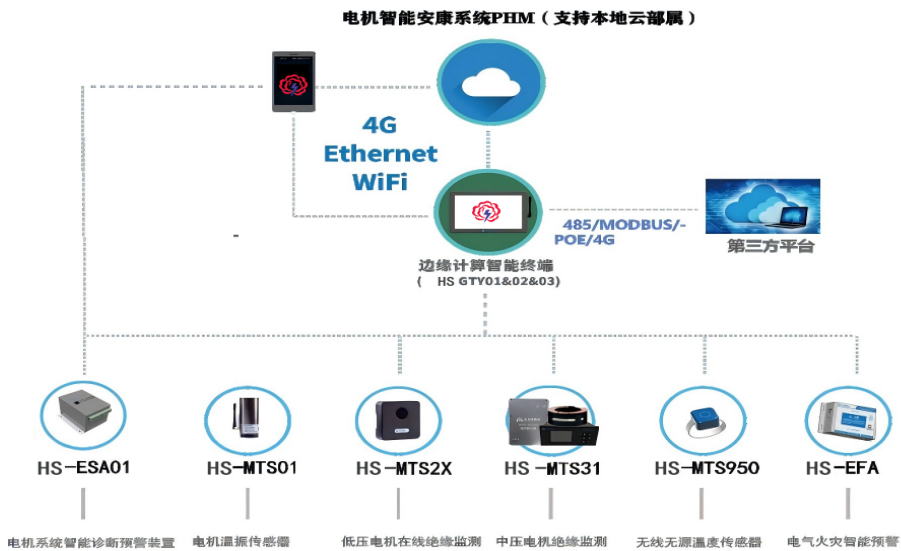 电机智能安康系统PHM（支持本地云部属）
4G
Ethernet
WiFi
485/MODBUS/-
POE/4G
第三方平台
边缘计算智能终端
( HS GTY01&02&03)
HS-ESA01
HS-MTS01
HS-MTS2X
HS-MTS31
HS-MTS950
HS-EFA
电机系统智能诊断预警装置
电机温振传感器
低压电机在线绝缘监测
中压电机绝缘监测
无线无源温度传感器
电气火灾智能预警